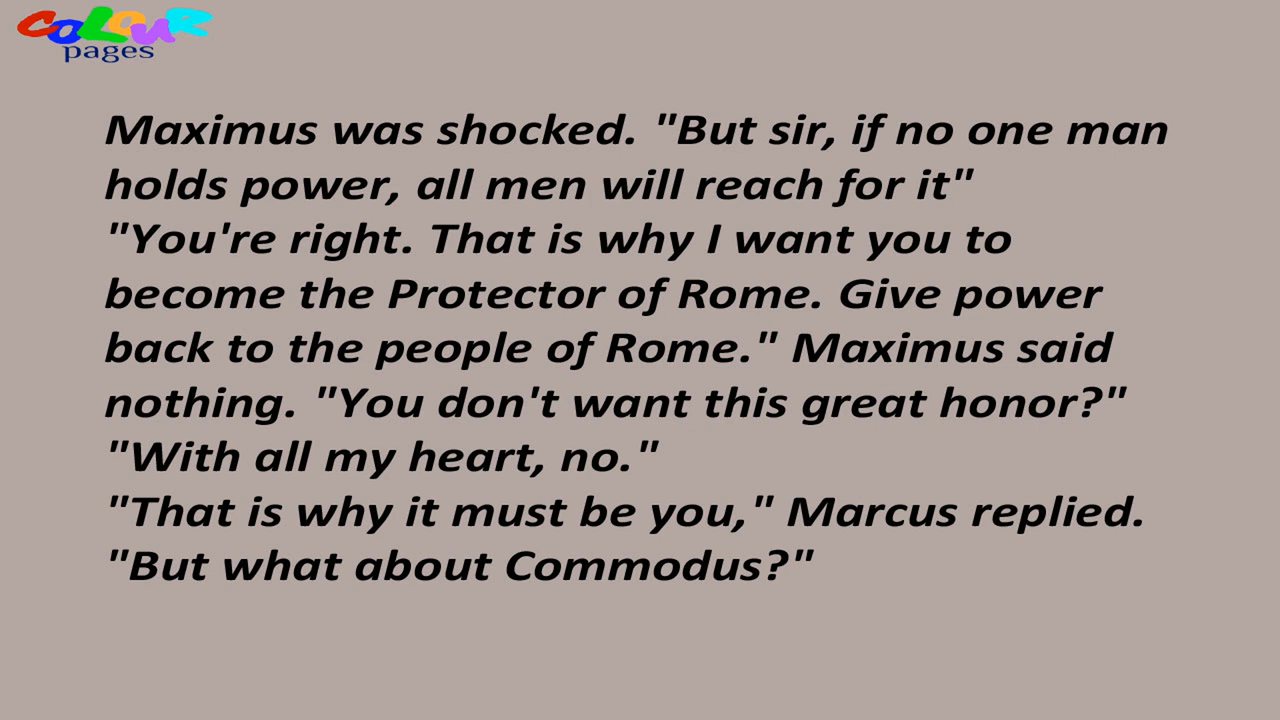 COLOUR
pages
Maximus was shocked. "But sir, if no one man
holds power, all men will reach for it"
"You're right. That is why I want you to
become the Protector of Rome. Give power
back to the people of Rome." Maximus said
nothing. "You don't want this great honor?"
"With all my heart, no."
"That is why it must be you," Marcus replied.
"But what about Commodus?"